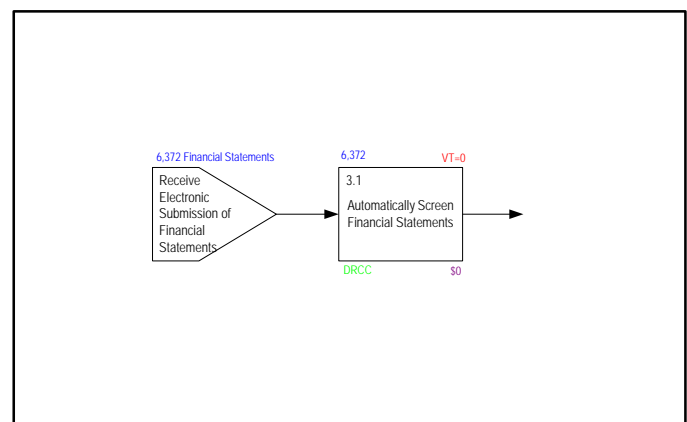 6,372 Financial Statements
Receive
Electronic
Submission of
Financial
Statements
6,372
VT=0
3.1
Automatically Screen
Financial Statements
DRCC
$0